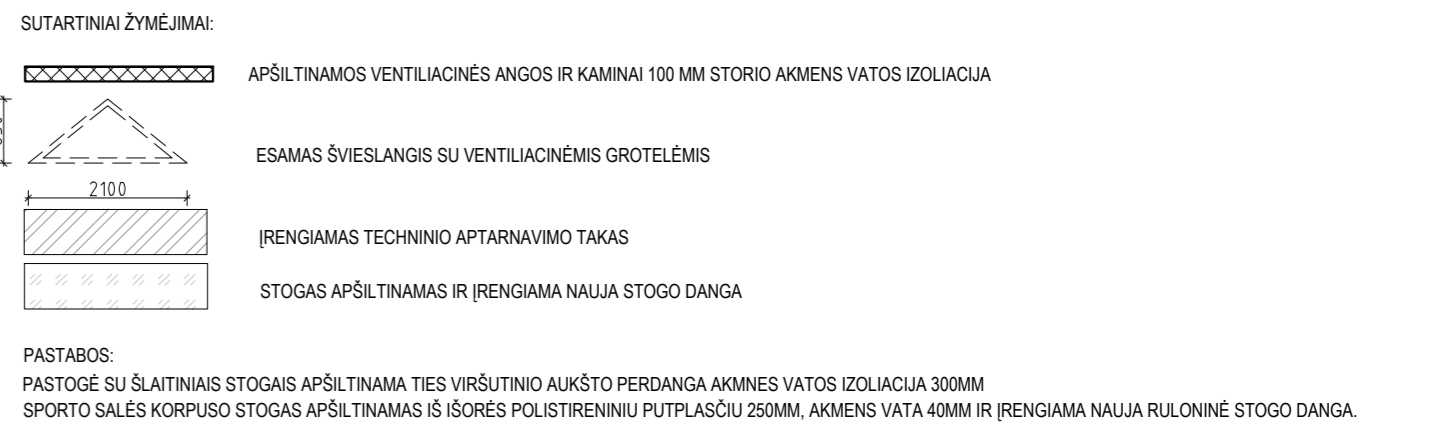 SUTARTINIAI ŽYMĖJIMAI:
APŠILTINAMOS VENTILIACINĖS ANGOS IR KAMINAI 100 MM STORIO AKMENS VATOS IZOLIACIJA
ESAMAS ŠVIESLANGIS SU VENTILIACINĖMIS GROTELĖMIS
2100
ĮRENGIAMAS TECHNINIO APTARNAVIMO TAKAS
STOGAS APŠILTINAMAS IR ĮRENGIAMA NAUJA STOGO DANGA
PASTABOS:
PASTOGĖ SU ŠLAITINIAIS STOGAIS APŠILTINAMA TIES VIRŠUTINIO AUKŠTO PERDANGA AKMNES VATOS IZOLIACIJA 300MM
SPORTO SALĖS KORPUSO STOGAS APŠILTINAMAS IŠ IŠORĖS POLISTIRENINIU PUTPLASČIU 250MM, AKMENS VATA 40MM IR ĮRENGIAMA NAUJA RULONINĖ STOGO DANGA.